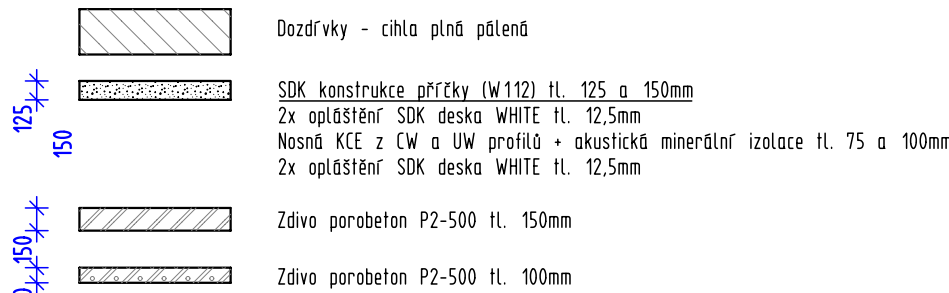 Dozdívky - cihla plná pálená
SDK konstrukce příčky (W112) tl. 125 a 150mm
125
2x opláštění SDK deska WHITE tl. 12,5mm
150
Nosná KCE z CW a UW profilů + akustická minerální izolace tl. 75 a 100mm
2x opláštění SDK deska WHITE tl. 12,5mm
Zdivo porobeton P2-500 tl. 150mm
150
Zdivo porobeton P2-500 tl. 100mm